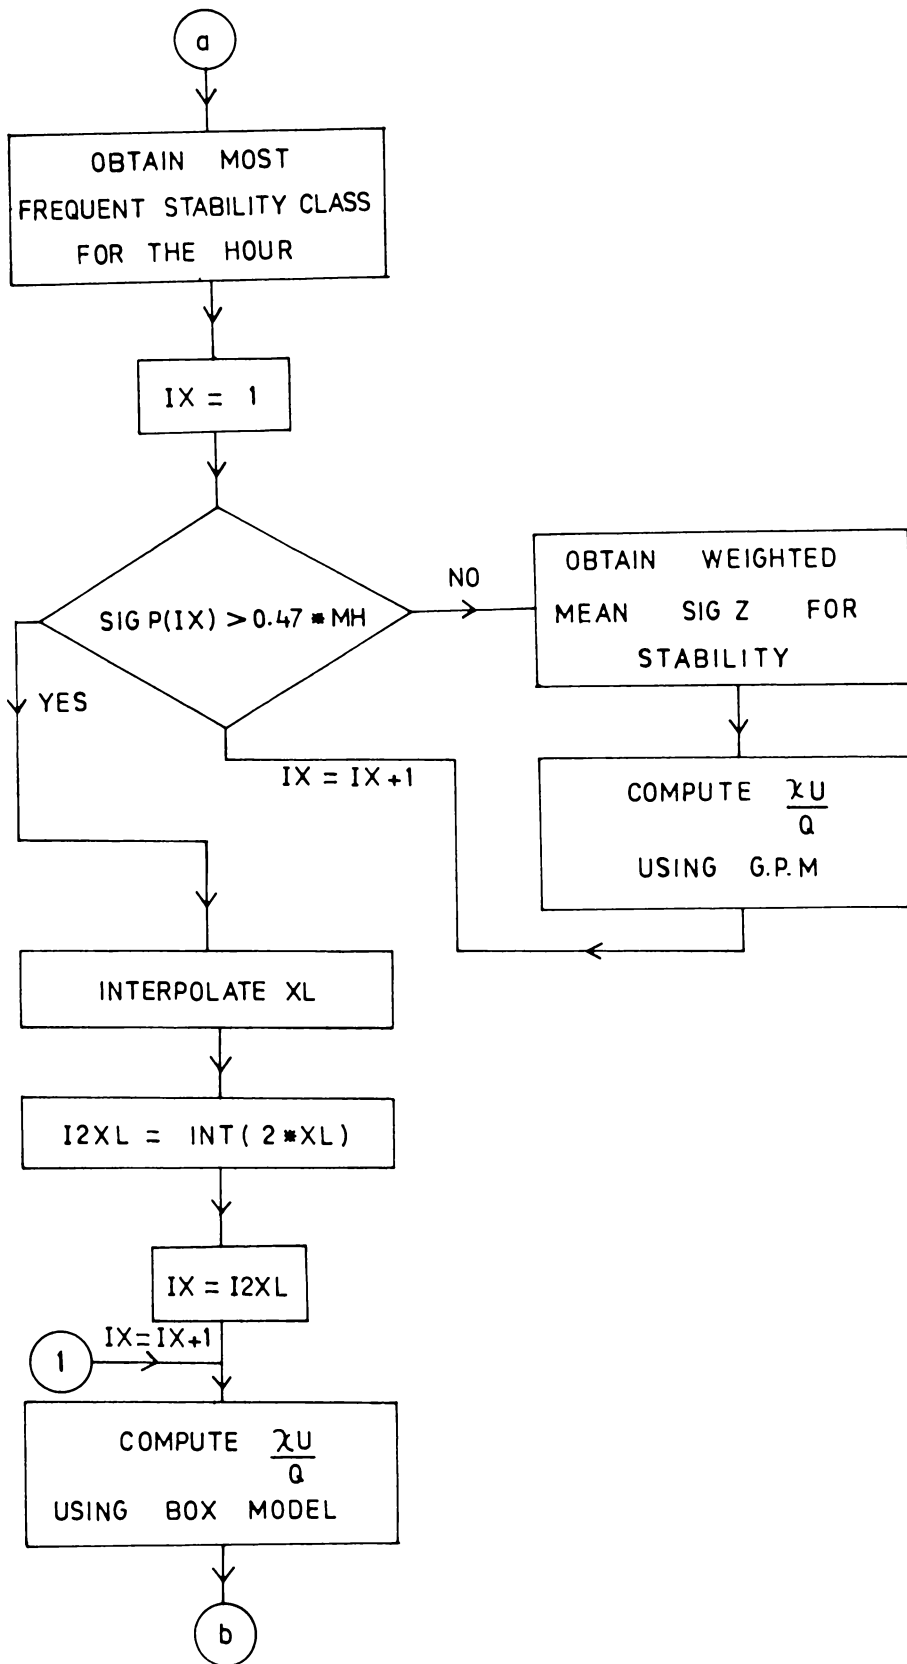 a
OBTAIN MOST
FREQUENT STABILITY CLASS
FOR THE HOUR
IX = 1
SIG P(IX) > 0.47 * MH
NO
OBTAIN WEIGHTED
MEAN SIG Z FOR
STABILITY
YES
IX = IX+1
COMPUTE χU
Q
USING G.P.M
INTERPOLATE XL
I2XL = INT( 2*XL)
IX = I2XL
IX=IX+1
1
COMPUTE χU
Q
USING BOX MODEL
b